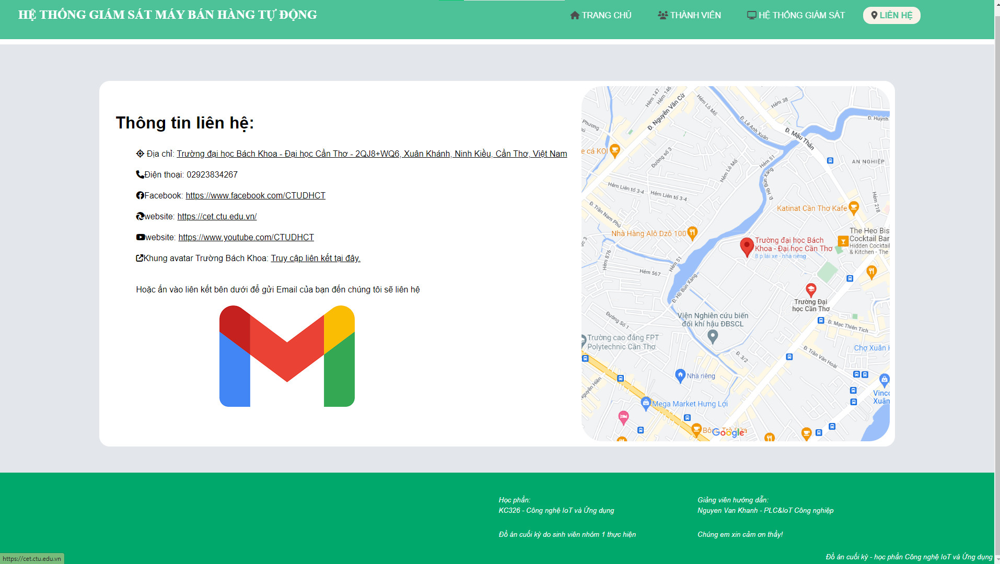 HỆ THỐNG GIÁM SÁT MÁY BÁN HÀNG TỰ ĐỘNG
TRANG CHỦ
THÀNH VIÊN
HỆ THỐNG GIÁM SÁT
LIÊN HỆ
Thông tin liên hệ:
Địa chỉ: Trường đại học Bách Khoa - Đại học Cần Thơ - 2QJ8+WQ6, Xuân Khánh, Ninh Kiều, Cần Thơ, Việt Nam
Điện thoại: 02923834267
Facebook: https://www.facebook.com/CTUDHCT
website: https://cet.ctu.edu.vn/
website: https://www.youtube.com/CTUDHCT
Khung avatar Trường Bách Khoa: Truy cập liên kết tại đây.
Hoặc ấn vào liên kết bên dưới để gửi Email của bạn đến chúng tôi sẽ liên hệ
Hẻm 147
Hẻm 146
Đ. Nguyễn Văn Cừ
Hẻm Lò Mổ
Hẻm 38
Phương
Đ. Lê Anh Xuân
Đ. Huỳnh
Đ. Mậu Thân
e cá KOI
Đường số 3
Hẻm 51
AN NGHIỆP
Hẻm Lò Mổ
Đ. Hồ Bún Xáng
Hẻm Liên tổ 3-4
Hẻm Liên tổ 3-4
Hẻm 218
Đ. Trần Nam Phú
Katinat Cần Thơ Kafe
Nhà Hàng Alô Dzô 100
The Heo Bis
Cocktail Bar
Hidden Cocktail
& Kitchen - The
Trường đại học Bách
Khoa - Đại học Cần Thơ
8 p lái xe - nhà riêng
Hẻm 876
Hẻm 51
Hẻm 567
Đ. Hồ Bún Xáng
Trường Đại
học Cần Thơ
Đường Số 1
Viện Nghiên cứu biến
đổi khí hậu ĐBSCL
Đ. Mạc Thiên Tích
Trường cao đẳng FPT
Polytechnic Cần Thơ
Đ. 3/2
Đ. Trần Văn Hoài
Chợ Xuân
Nhà riêng
Nguyễn Hiền
Vinc
Xuân
Mega Market Hưng Lợi
Bông Trà Sữa
Google
Học phần:
KC326 - Công nghệ IoT và Ứng dụng
Đồ án cuối kỳ do sinh viên nhóm 1 thực hiện
Giảng viên hướng dẫn:
Nguyen Van Khanh - PLC&IoT Công nghiệp
Chúng em xin cảm ơn thầy!
Đồ án cuối kỳ - học phần Công nghệ IoT và Ứng dụng
https://cet.ctu.edu.vn